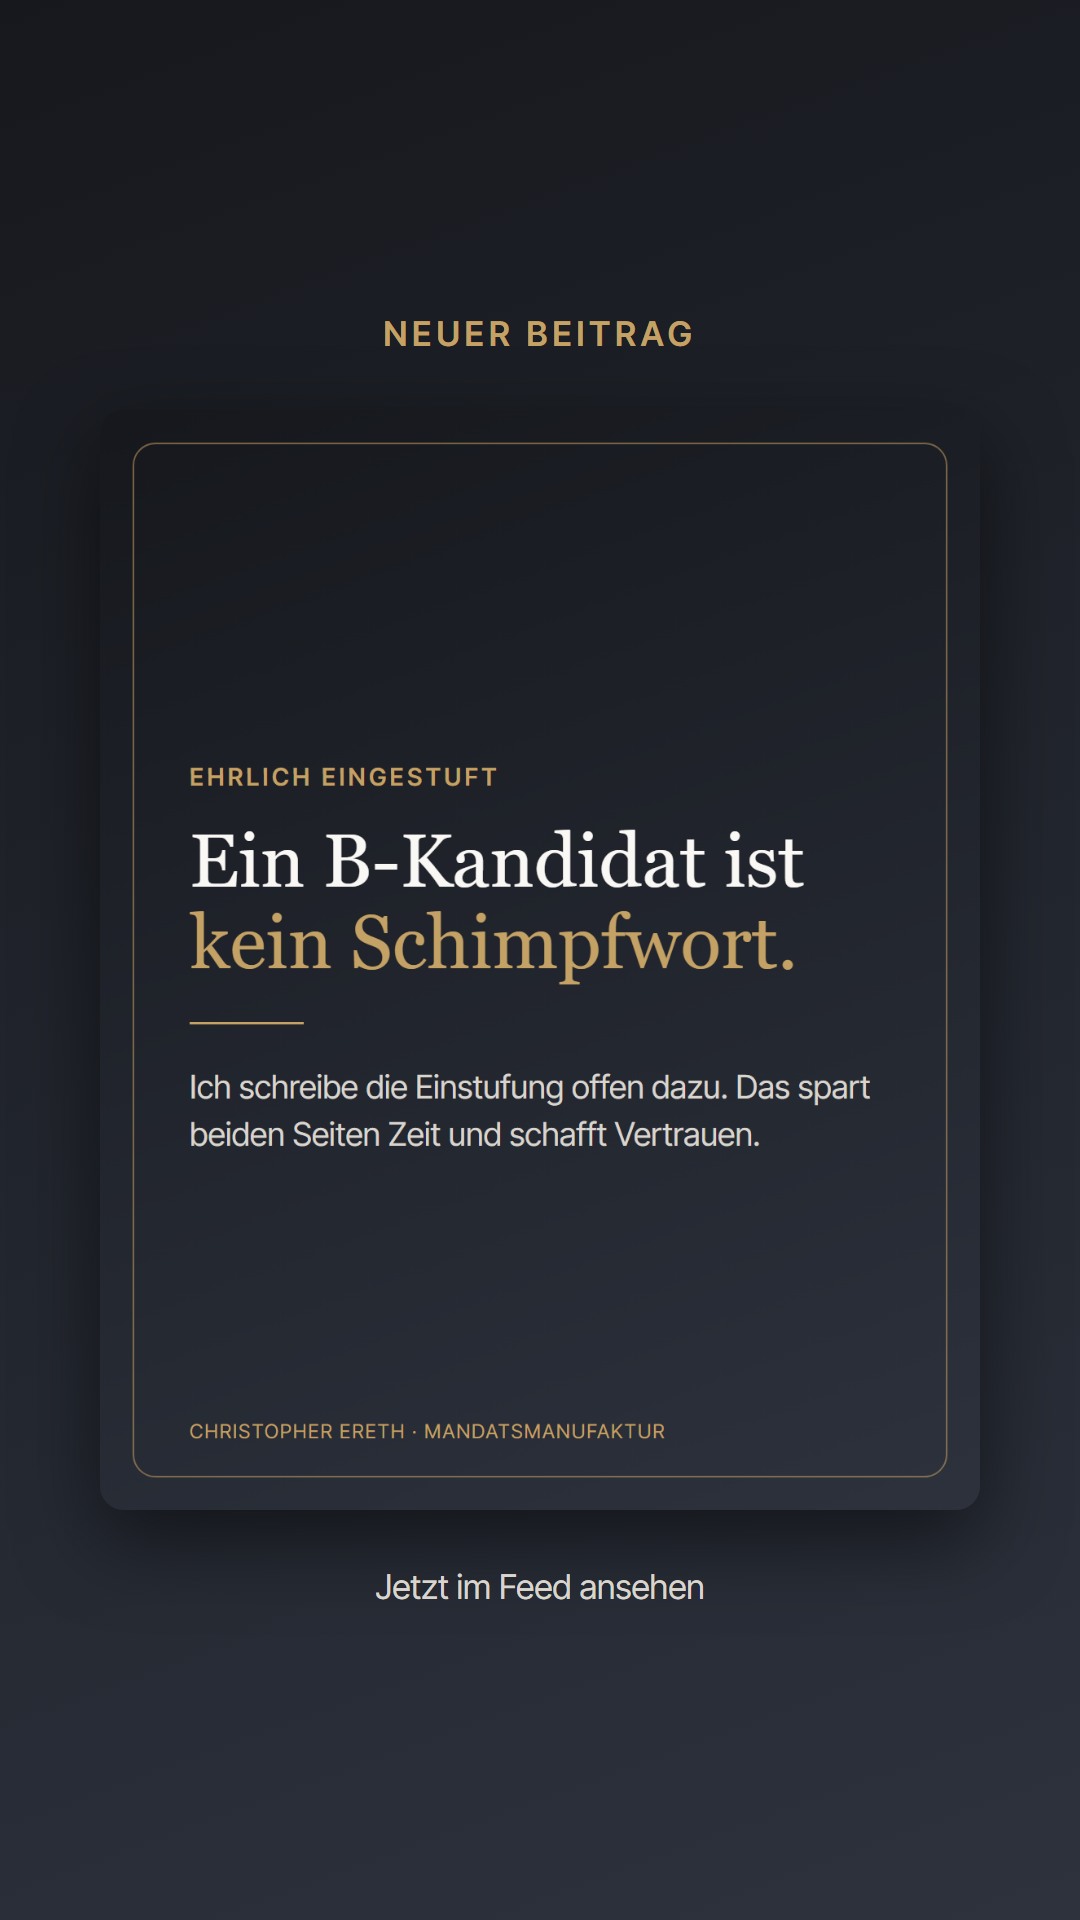 NEUER BEITRAG
EHRLICH EINGESTUFT
Ein B-Kandidat ist
kein Schimpfwort.
Ich schreibe die Einstufung offen dazu. Das spart
beiden Seiten Zeit und schafft Vertrauen.
CHRISTOPHER ERETH · MANDATSMANUFAKTUR
Jetzt im Feed ansehen